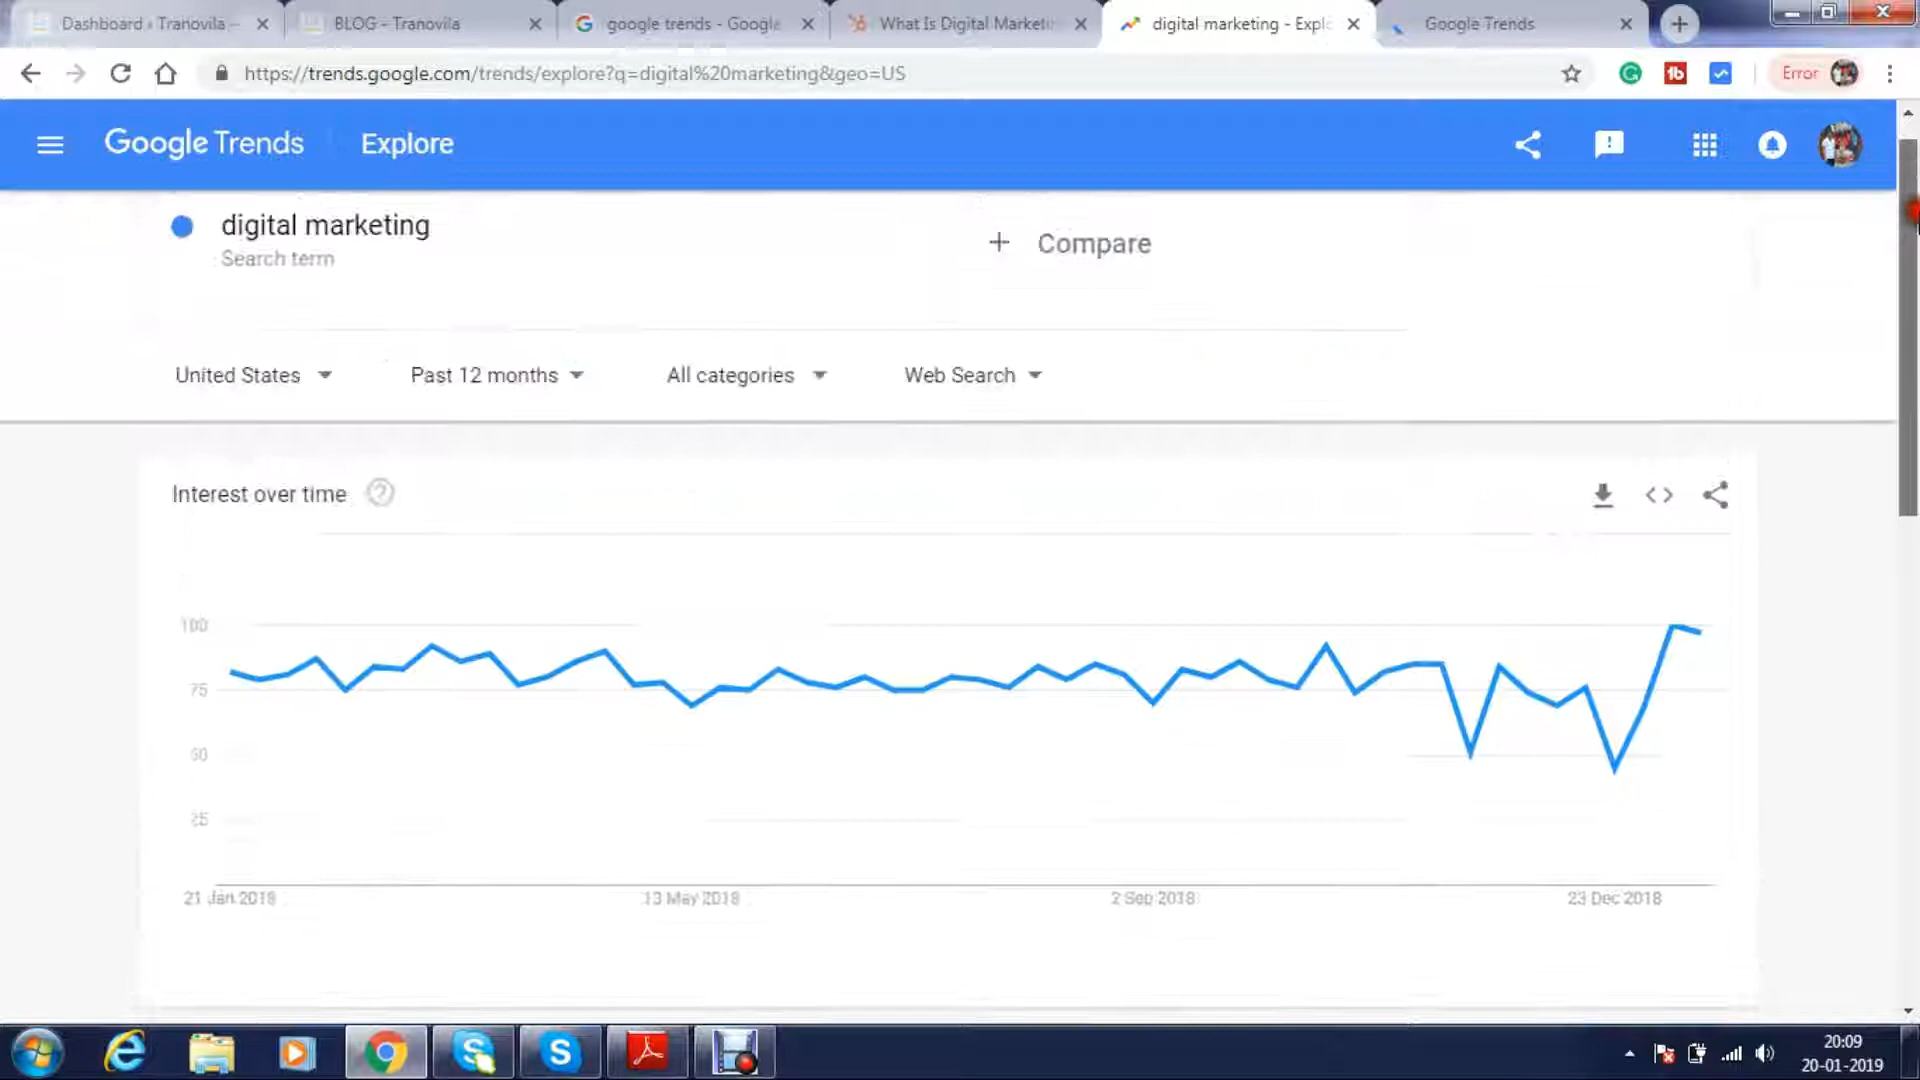 Dashboard ‹ Tranovila —
BLOG - Tranovila
google trends - Google
What Is Digital Marketi
digital marketing - Explo
Google Trends
https://trends.google.com/trends/explore?q=digital%20marketing&geo=US
Error
Google Trends
Explore
digital marketing
Search term
+ Compare
United States
Past 12 months
All categories
Web Search
Interest over time
100
75
50
25
21 Jan 2018
13 May 2018
2 Sep 2018
23 Dec 2018
20:09
20-01-2019